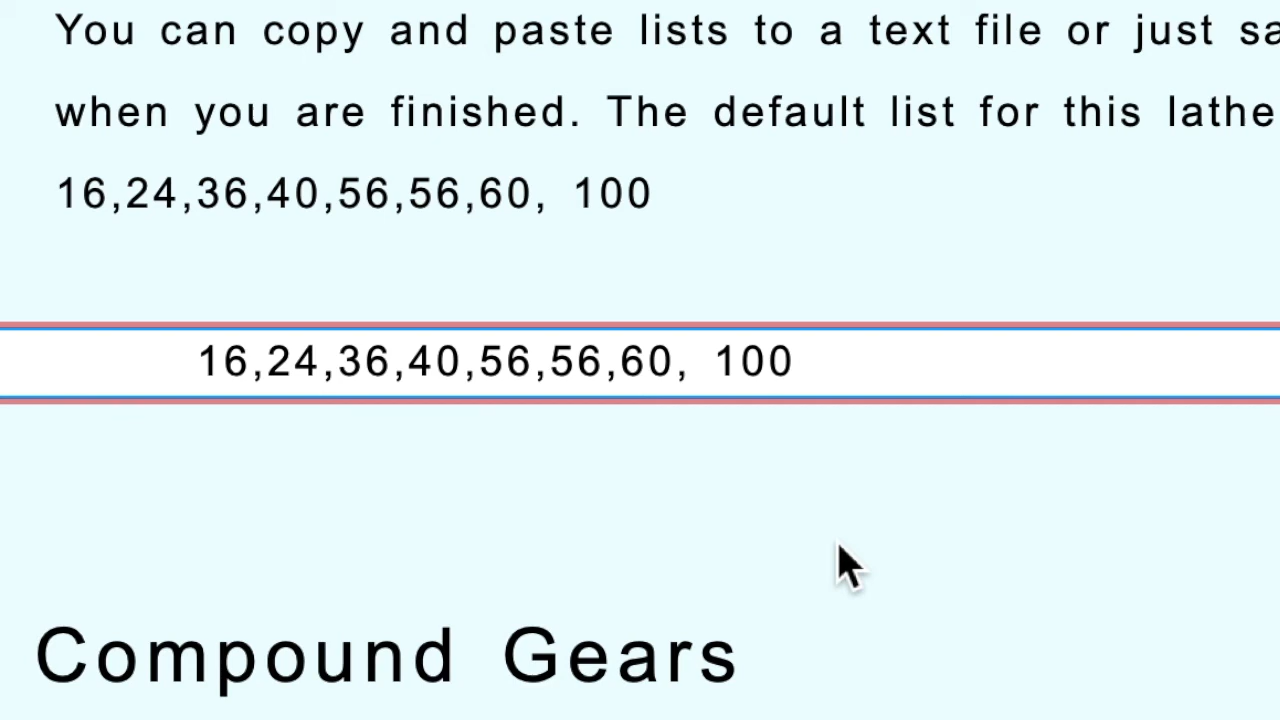 You can copy and paste lists to a text file or just
when you are finished. The default list for this lathe
16,24,36,40,56,56,60, 100
16,24,36,40,56,56,60, 100
Compound Gears